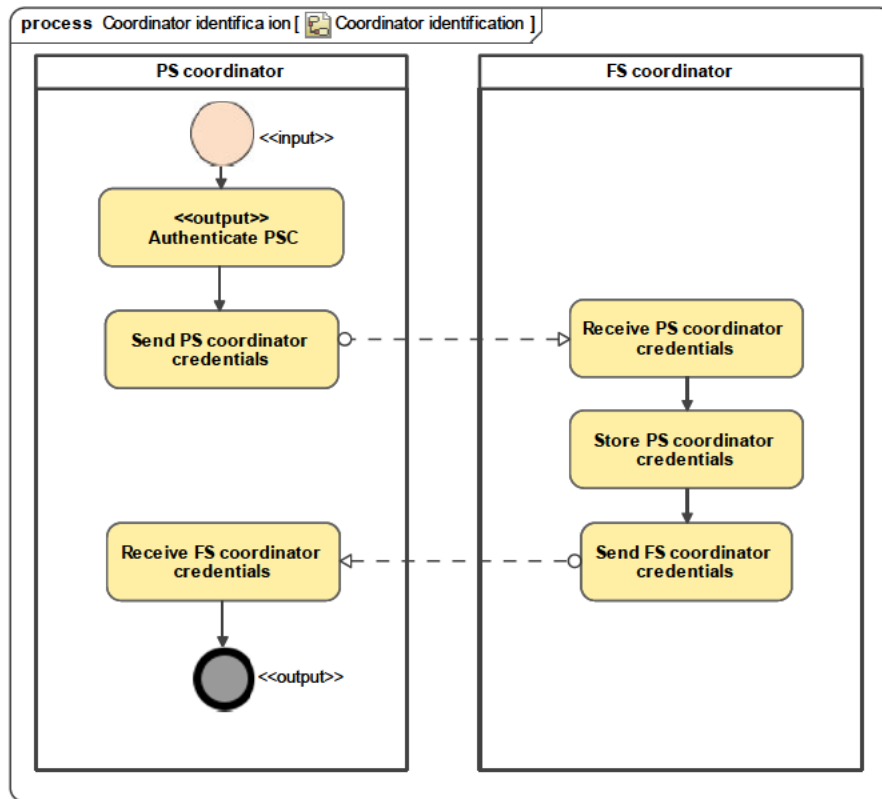 process Coordinator identifica ion [ Coordinator identification ]
PS coordinator
FS coordinator
<<input>>
<<output>>
Authenticate PSC
Send PS coordinator
credentials
Receive PS coordinator
credentials
Store PS coordinator
credentials
Receive FS coordinator
credentials
Send FS coordinator
credentials
<<output>>